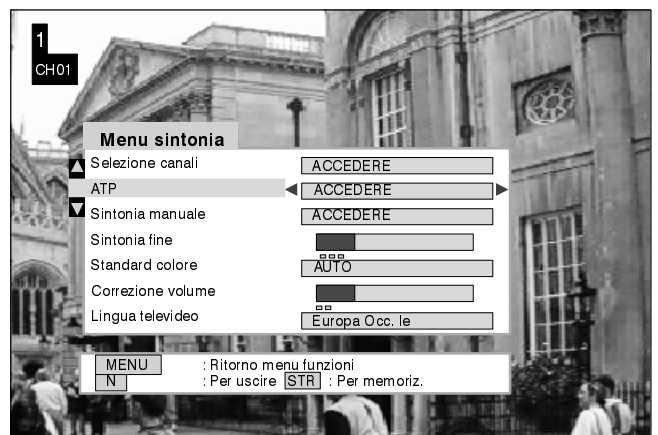 1
CH01
Menu sintonia
Selezione canali ACCEDERE
ATP ACCEDERE
Sintonia manuale ACCEDERE
Sintonia fine
Standard colore AUTO
Correzione volume
Lingua televideo Europa Occ. le
MENU : Ritorno menu funzioni
N : Per uscire STR : Per memoriz.